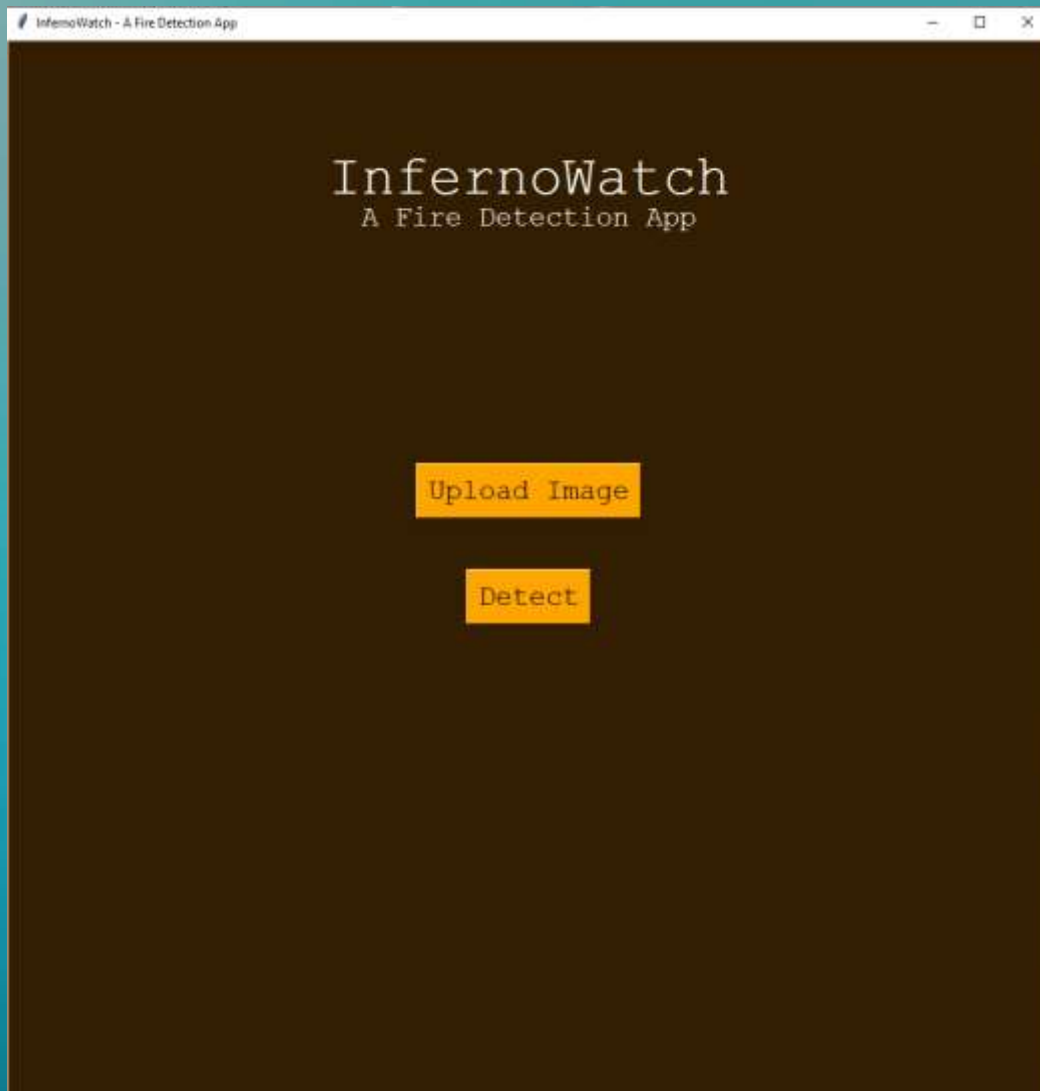 InfernoWatch - A Fire Detection App
InfernoWatch
A Fire Detection App
Upload Image
Detect